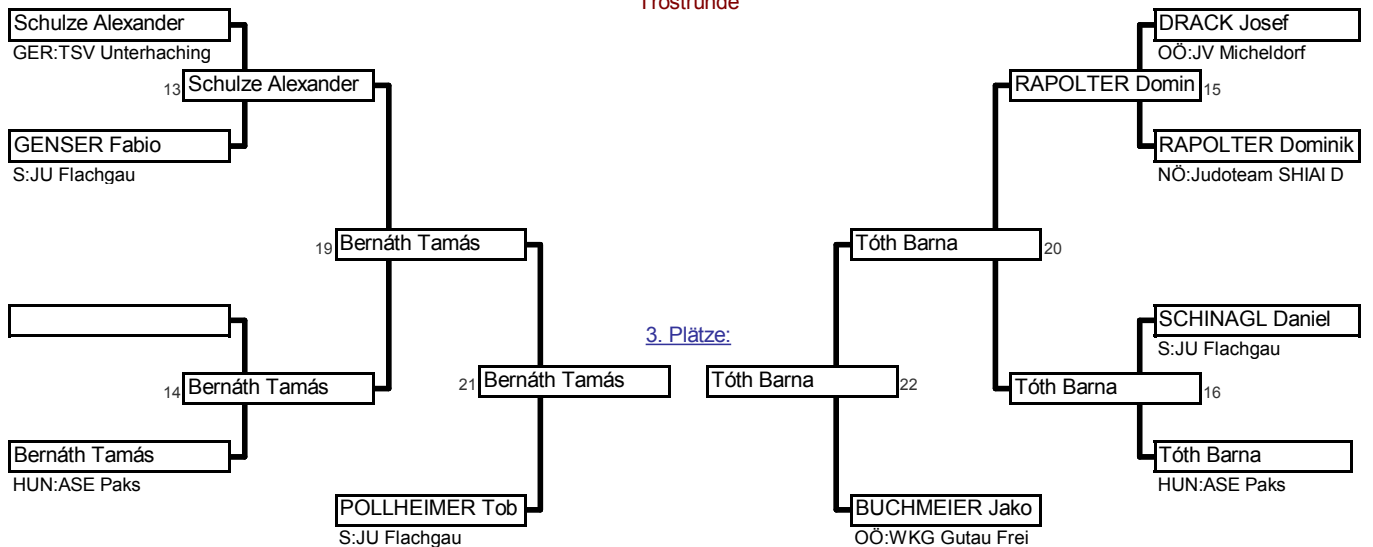 Trostrunde
Schulze Alexander
GER:TSV Unterhaching
13 Schulze Alexander
GENSER Fabio
S:JU Flachgau
19 Bernáth Tamás
14 Bernáth Tamás
Bernáth Tamás
HUN:ASE Paks
21 Bernáth Tamás
POLLHEIMER Tob
S:JU Flachgau
3. Plätze:
DRACK Josef
OÖ:JV Micheldorf
RAPOLTER Domin 15
RAPOLTER Dominik
NÖ:Judoteam SHIAI D
Tóth Barna 20
SCHINAGL Daniel
S:JU Flachgau
Tóth Barna 22
Tóth Barna 16
Tóth Barna
HUN:ASE Paks
BUCHMEIER Jako
OÖ:WKG Gutau Frei